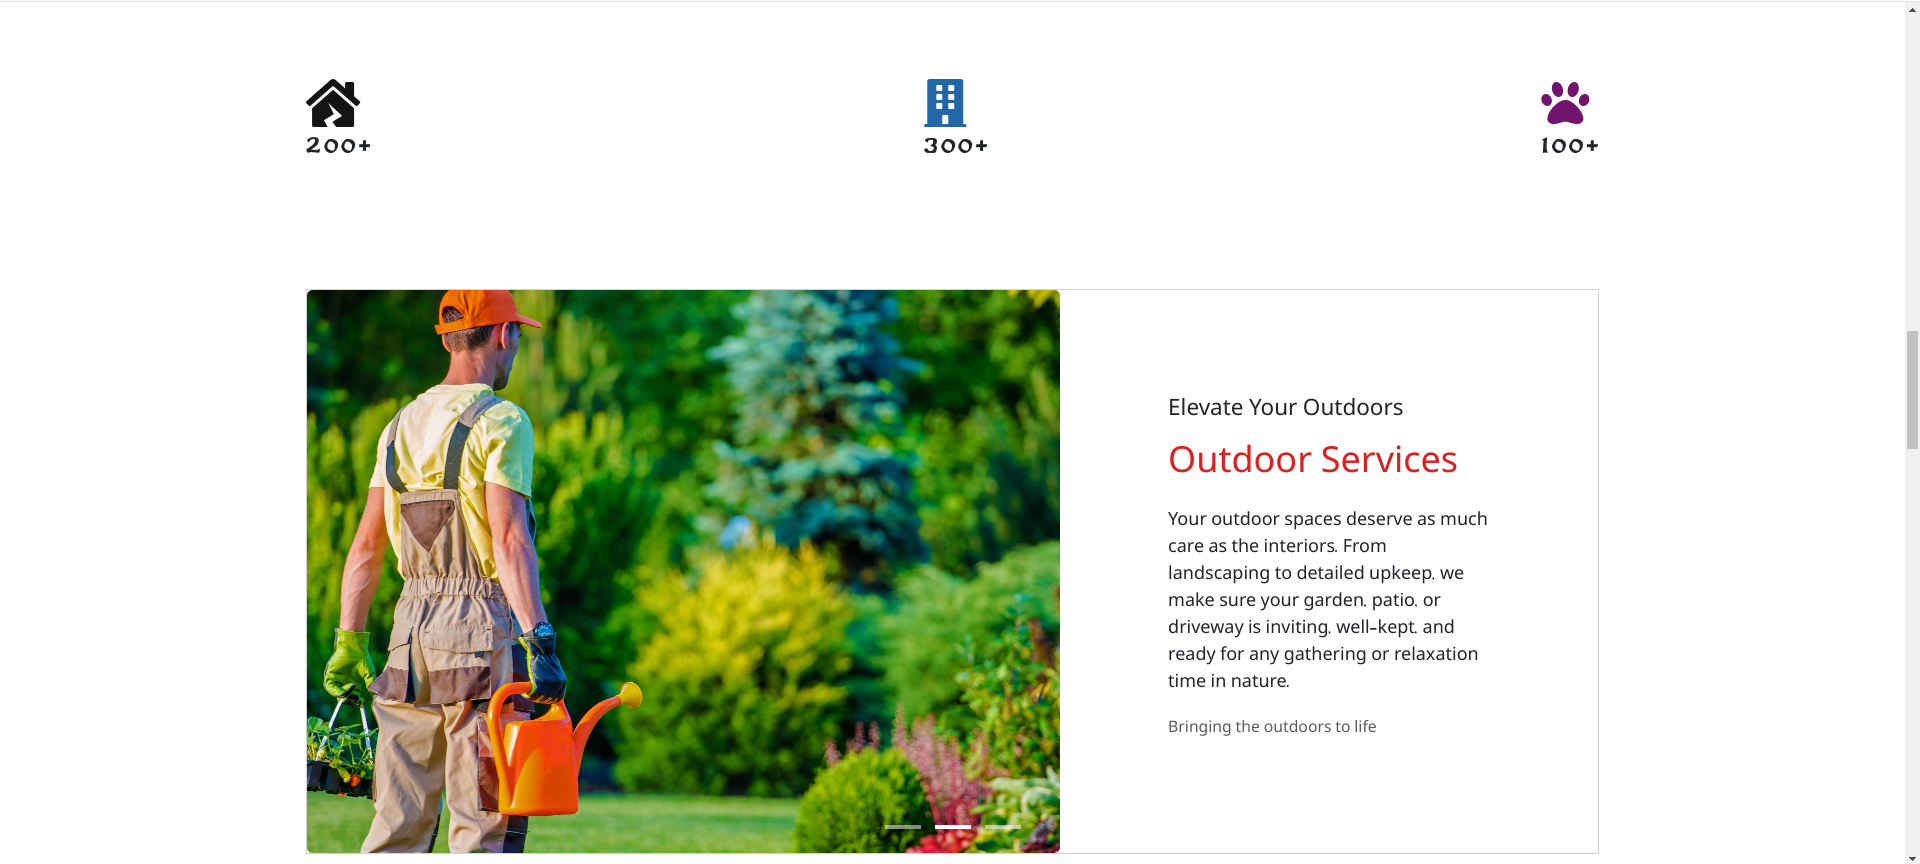 200+ 300+ 100+
Elevate Your Outdoors
Outdoor Services
Your outdoor spaces deserve as much
care as the interiors. From
landscaping to detailed upkeep, we
make sure your garden, patio, or
driveway is inviting, well-kept, and
ready for any gathering or relaxation
time in nature.
Bringing the outdoors to life